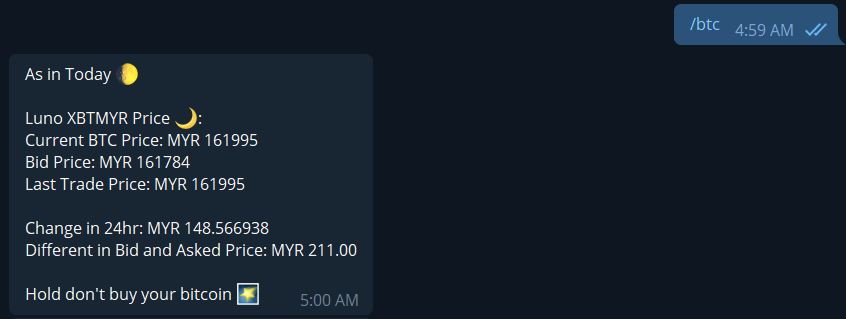 /btc
4:59 AM
As in Today 🌔
Luno XBTMYR Price 🌙:
Current BTC Price: MYR 161995
Bid Price: MYR 161784
Last Trade Price: MYR 161995
Change in 24hr: MYR 148.566938
Different in Bid and Asked Price: MYR 211.00
Hold don't buy your bitcoin 🌟
5:00 AM